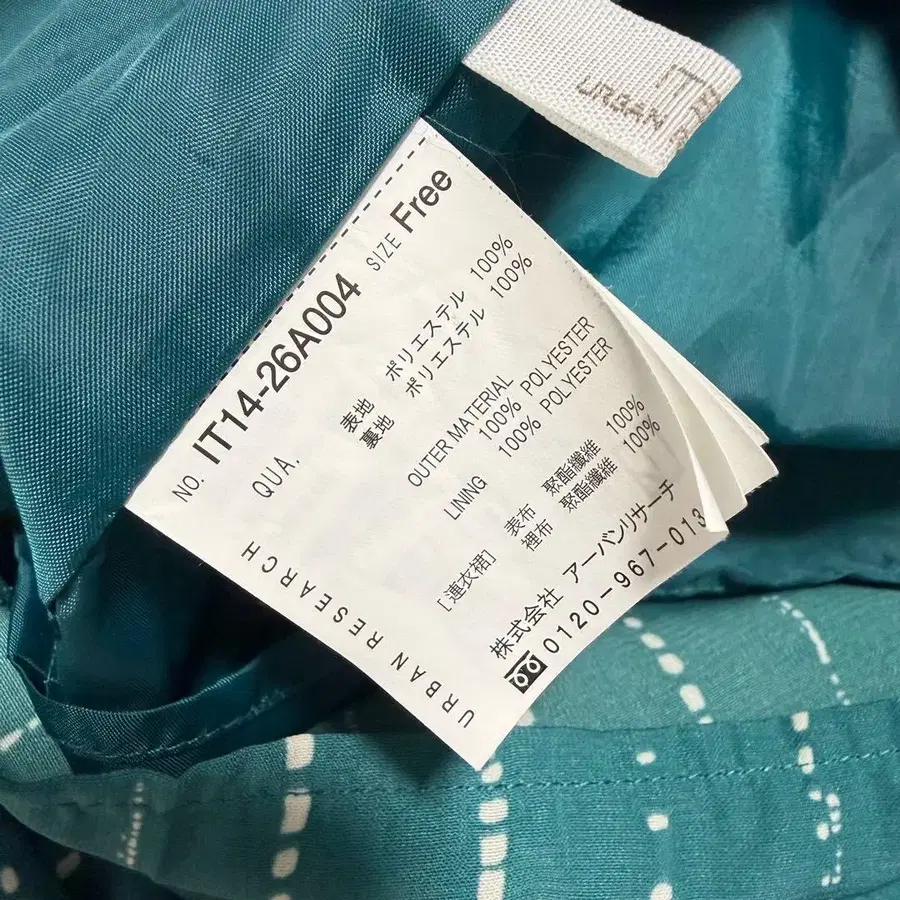 URBAN
NO. IT14-26A004 SIZE Free
QUA.
表地 ポリエステル 100%
裏地 ポリエステル 100%
OUTER MATERIAL
100% POLYESTER
LINING 100% POLYESTER
[連衣裙] 表布 聚酯纖維 100%
裡布 聚酯纖維 100%
株式会社 アーバンリサーチ
0120-967-013
URBAN RESEARCH